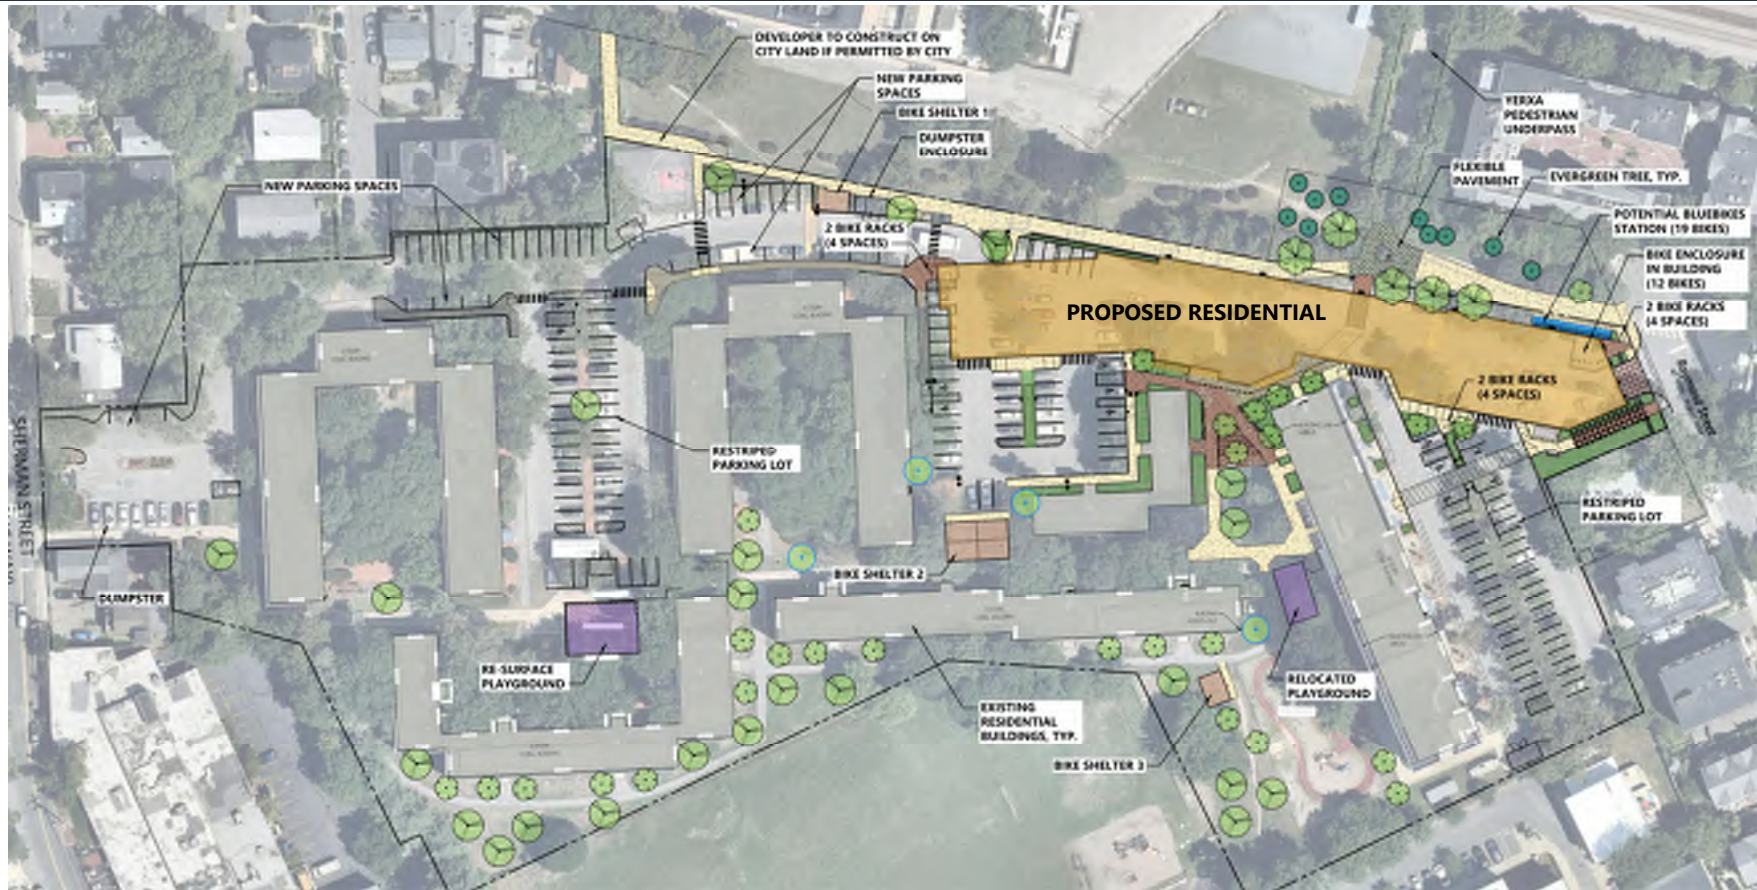 DEVELOPER TO CONSTRUCT ON
CITY LAND IF PERMITTED BY CITY
NEW PARKING
SPACES
BIKE SHELTER 1
DUMPSTER
ENCLOSURE
YERXA
PEDESTRIAN
UNDERPASS
FLEXIBLE
PAVEMENT
EVERGREEN TREE, TYP.
NEW PARKING SPACES
2 BIKE RACKS
(4 SPACES)
POTENTIAL BLUEBIKES
STATION (19 BIKES)
BIKE ENCLOSURE
IN BUILDING
(12 BIKES)
2 BIKE RACKS
(4 SPACES)
PROPOSED RESIDENTIAL
2 BIKE RACKS
(4 SPACES)
SHERMAN STREET
RESTRIPED
PARKING LOT
RESTRIPED
PARKING LOT
BIKE SHELTER 2
DUMPSTER
RE-SURFACE
PLAYGROUND
RELOCATED
PLAYGROUND
EXISTING
RESIDENTIAL
BUILDINGS, TYP.
BIKE SHELTER 3